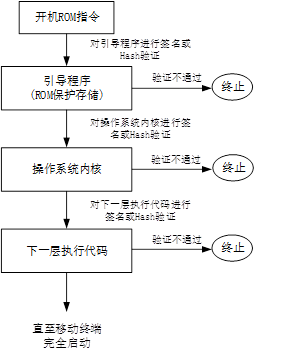 开机ROM指令
对引导程序进行签名或
Hash验证
引导程序
(ROM保护存储)
验证不通过
终止
对操作系统内核进行签
名或Hash验证
操作系统内核
验证不通过
终止
对下一层执行代码进行
签名或Hash验证
下一层执行代码
验证不通过
终止
直至移动终端
完全启动